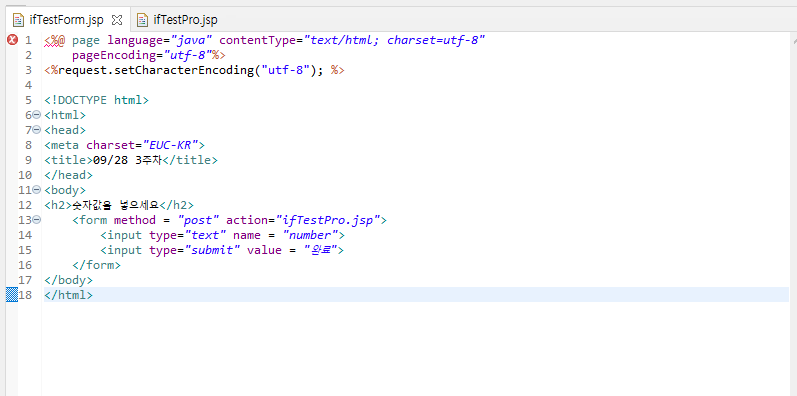 ifTestForm.jsp ifTestPro.jsp
1 <%@ page language="java" contentType="text/html; charset=utf-8"
2 pageEncoding="utf-8"%>
3 <%request.setCharacterEncoding("utf-8"); %>
4
5 <!DOCTYPE html>
6 <html>
7 <head>
8 <meta charset="EUC-KR">
9 <title>09/28 3주차</title>
10 </head>
11 <body>
12 <h2>숫자값을 넣으세요</h2>
13 <form method = "post" action="ifTestPro.jsp">
14 <input type="text" name = "number">
15 <input type="submit" value = "완료">
16 </form>
17 </body>
18 </html>